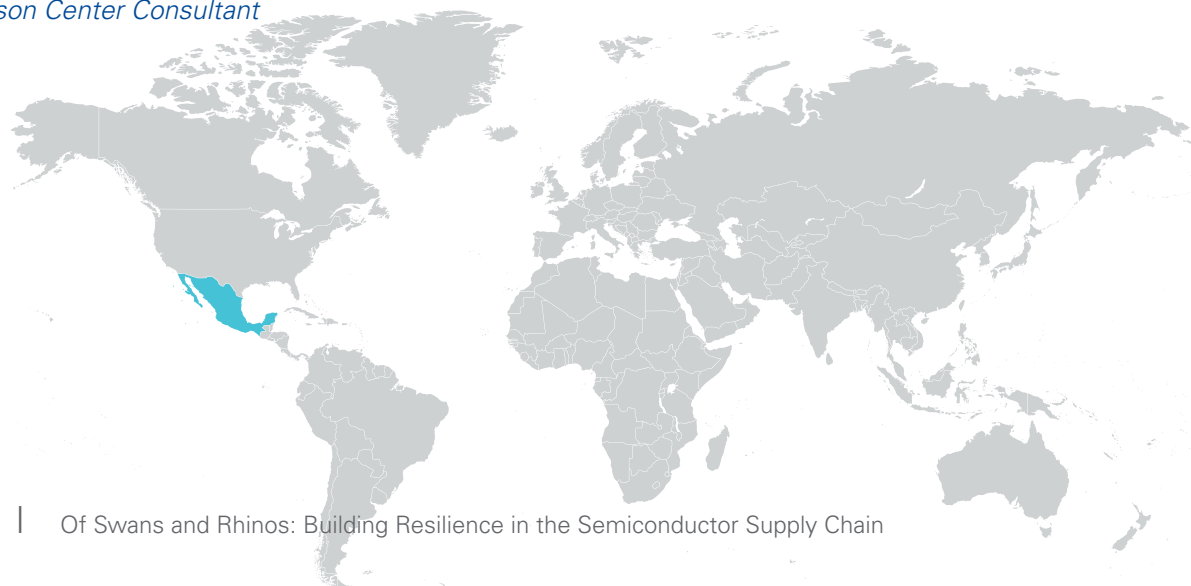 son Center Consultant
| Of Swans and Rhinos: Building Resilience in the Semiconductor Supply Chain